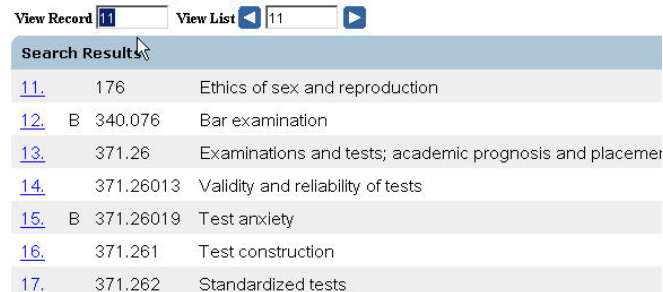 View Record 11 View List 11
Search Results
11. 176 Ethics of sex and reproduction
12. B 340.076 Bar examination
13. 371.26 Examinations and tests; academic prognosis and placemer
14. 371.26013 Validity and reliability of tests
15. B 371.26019 Test anxiety
16. 371.261 Test construction
17. 371.262 Standardized tests